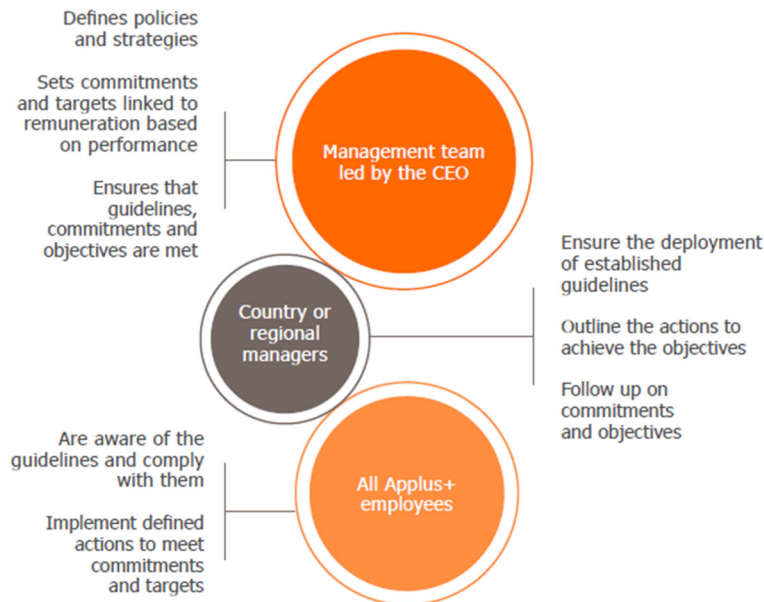 Defines policies
and strategies
Sets commitments
and targets linked to
remuneration based
on performance
Ensures that
guidelines,
commitments and
objectives are met
Management team
led by the CEO
Country or
regional
managers
Ensure the deployment
of established
guidelines
Outline the actions to
achieve the objectives
Follow up on
commitments
and objectives
Are aware of the
guidelines and comply
with them
Implement defined
actions to meet
commitments
and targets
All Applus+
employees